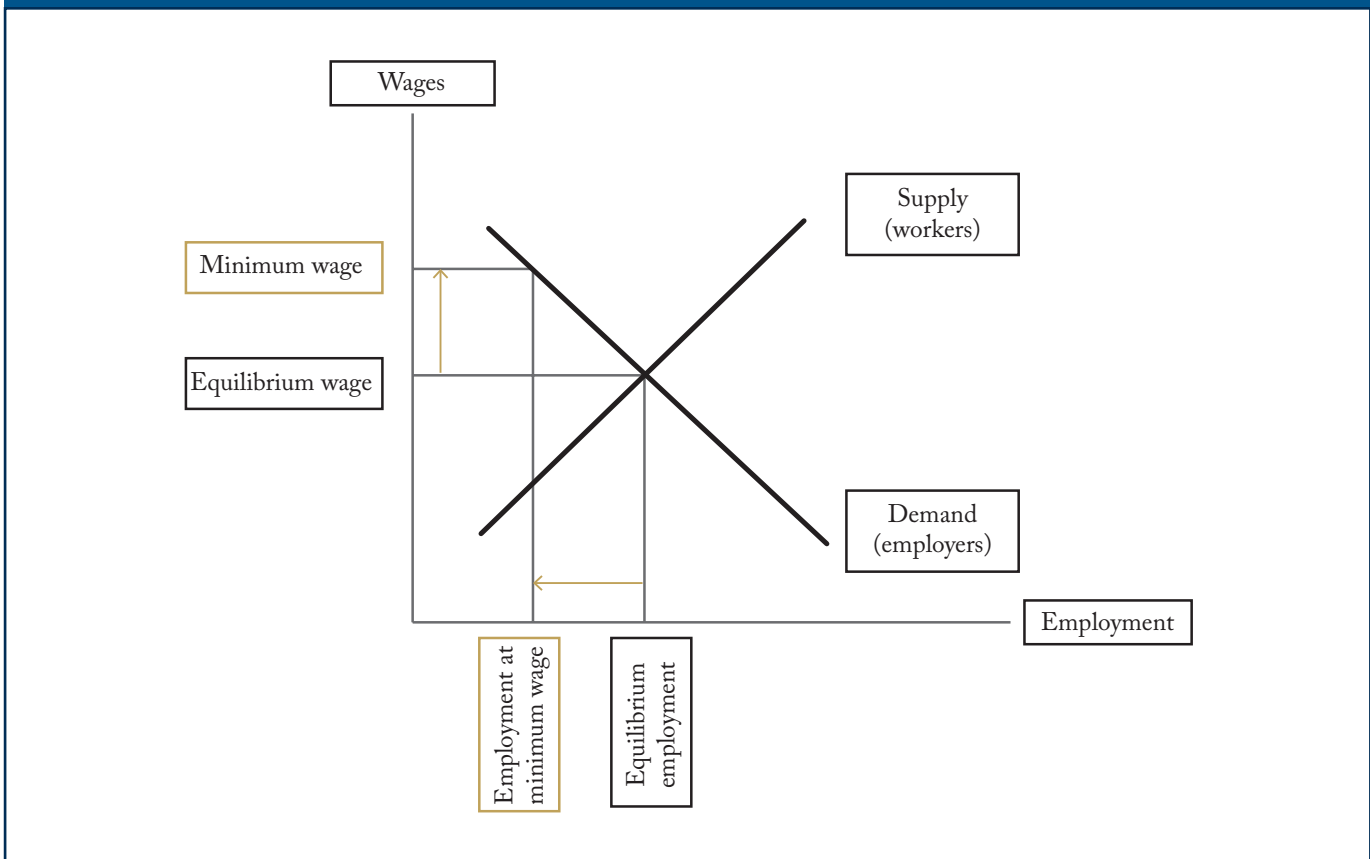 Wages
Supply
(workers)
Minimum wage
Equilibrium wage
Demand
(employers)
Employment
Employment at
minimum wage
Equilibrium
employment